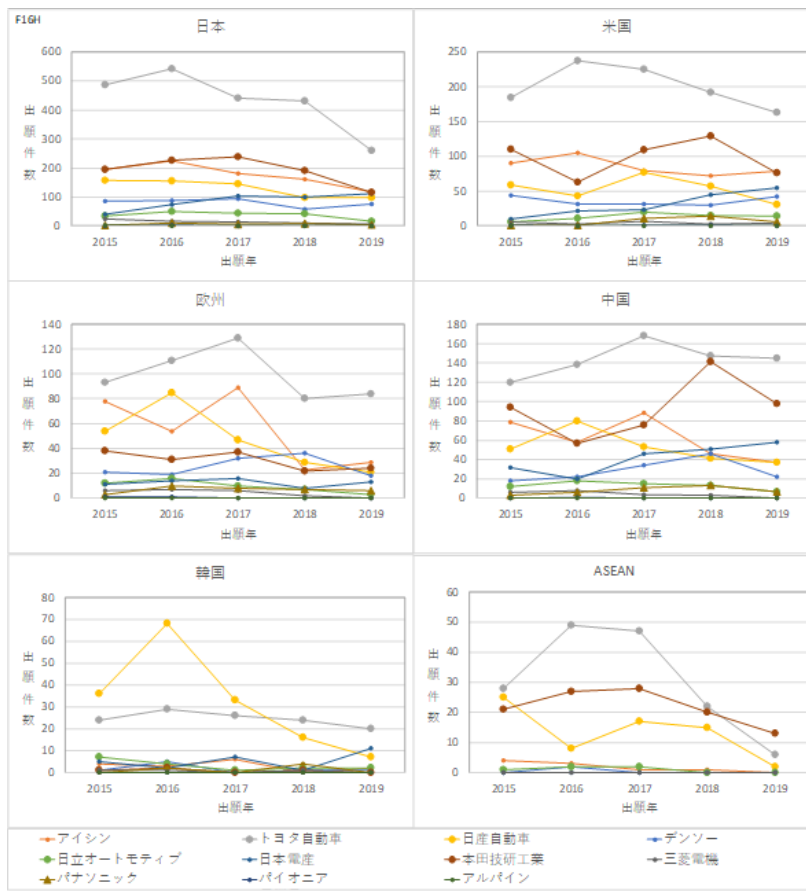 F16H
日本
600
500
400
300
200
100
0
出願件数
2015 2016 2017 2018 2019
出願年
米国
250
200
150
100
50
0
出願件数
2015 2016 2017 2018 2019
出願年
欧州
140
120
100
80
60
40
20
0
出願件数
2015 2016 2017 2018 2019
出願年
中国
180
160
140
120
100
80
60
40
20
0
出願件数
2015 2016 2017 2018 2019
出願年
韓国
80
70
60
50
40
30
20
10
0
出願件数
2015 2016 2017 2018 2019
出願年
ASEAN
60
50
40
30
20
10
0
出願件数
2015 2016 2017 2018 2019
出願年
アイシン トヨタ自動車 日産自動車 デンソー
日立オートモティブ 日本電産 本田技研工業 三菱電機
パナソニック パイオニア アルパイン